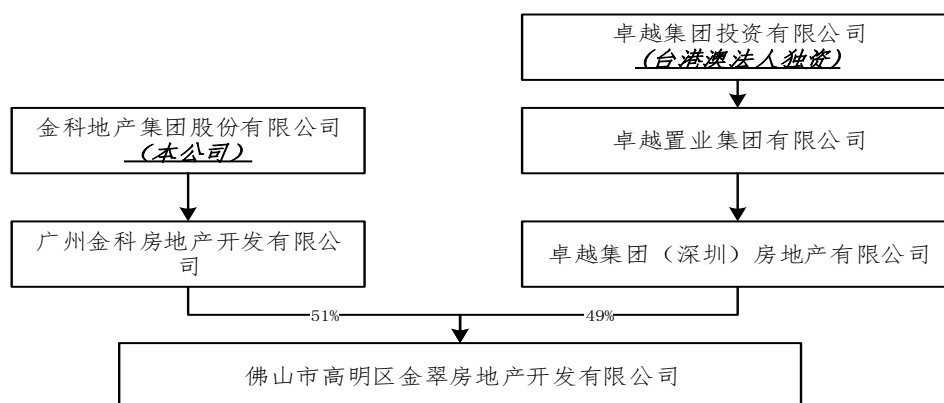 卓越集团投资有限公司
(台港澳法人独资)
金科地产集团股份有限公司
(本公司)
卓越置业集团有限公司
广州金科房地产开发有限公
司
卓越集团（深圳）房地产有限公司
51%
49%
佛山市高明区金翠房地产开发有限公司